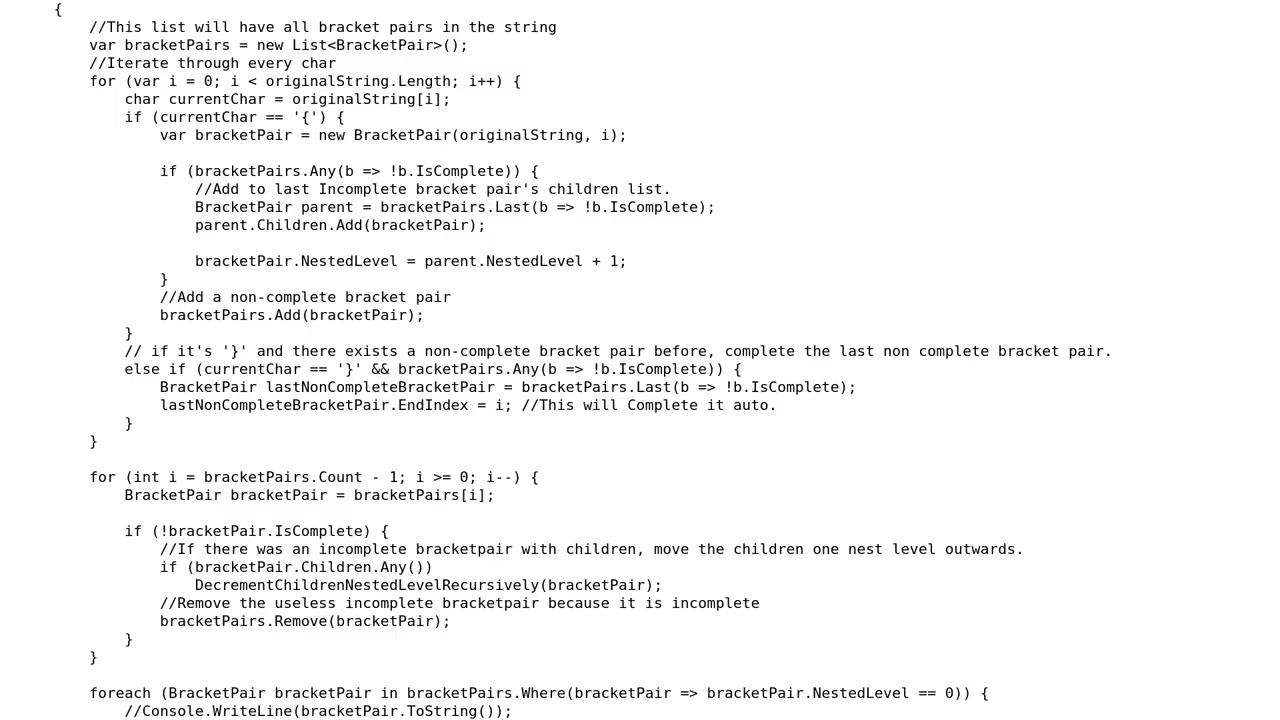 {
//This list will have all bracket pairs in the string
var bracketPairs = new List<BracketPair>();
//Iterate through every char
for (var i = 0; i < originalString.Length; i++) {
char currentChar = originalString[i];
if (currentChar == '{') {
var bracketPair = new BracketPair(originalString, i);
if (bracketPairs.Any(b => !b.IsComplete)) {
//Add to last Incomplete bracket pair's children list.
BracketPair parent = bracketPairs.Last(b => !b.IsComplete);
parent.Children.Add(bracketPair);
bracketPair.NestedLevel = parent.NestedLevel + 1;
}
//Add a non-complete bracket pair
bracketPairs.Add(bracketPair);
}
// if it's '}' and there exists a non-complete bracket pair before, complete the last non complete bracket pair.
else if (currentChar == '}' && bracketPairs.Any(b => !b.IsComplete)) {
BracketPair lastNonCompleteBracketPair = bracketPairs.Last(b => !b.IsComplete);
lastNonCompleteBracketPair.EndIndex = i; //This will Complete it auto.
}
}
for (int i = bracketPairs.Count - 1; i >= 0; i--) {
BracketPair bracketPair = bracketPairs[i];
if (!bracketPair.IsComplete) {
//If there was an incomplete bracketpair with children, move the children one nest level outwards.
if (bracketPair.Children.Any())
DecrementChildrenNestedLevelRecursively(bracketPair);
//Remove the useless incomplete bracketpair because it is incomplete
bracketPairs.Remove(bracketPair);
}
}
foreach (BracketPair bracketPair in bracketPairs.Where(bracketPair => bracketPair.NestedLevel == 0)) {
//Console.WriteLine(bracketPair.ToString());